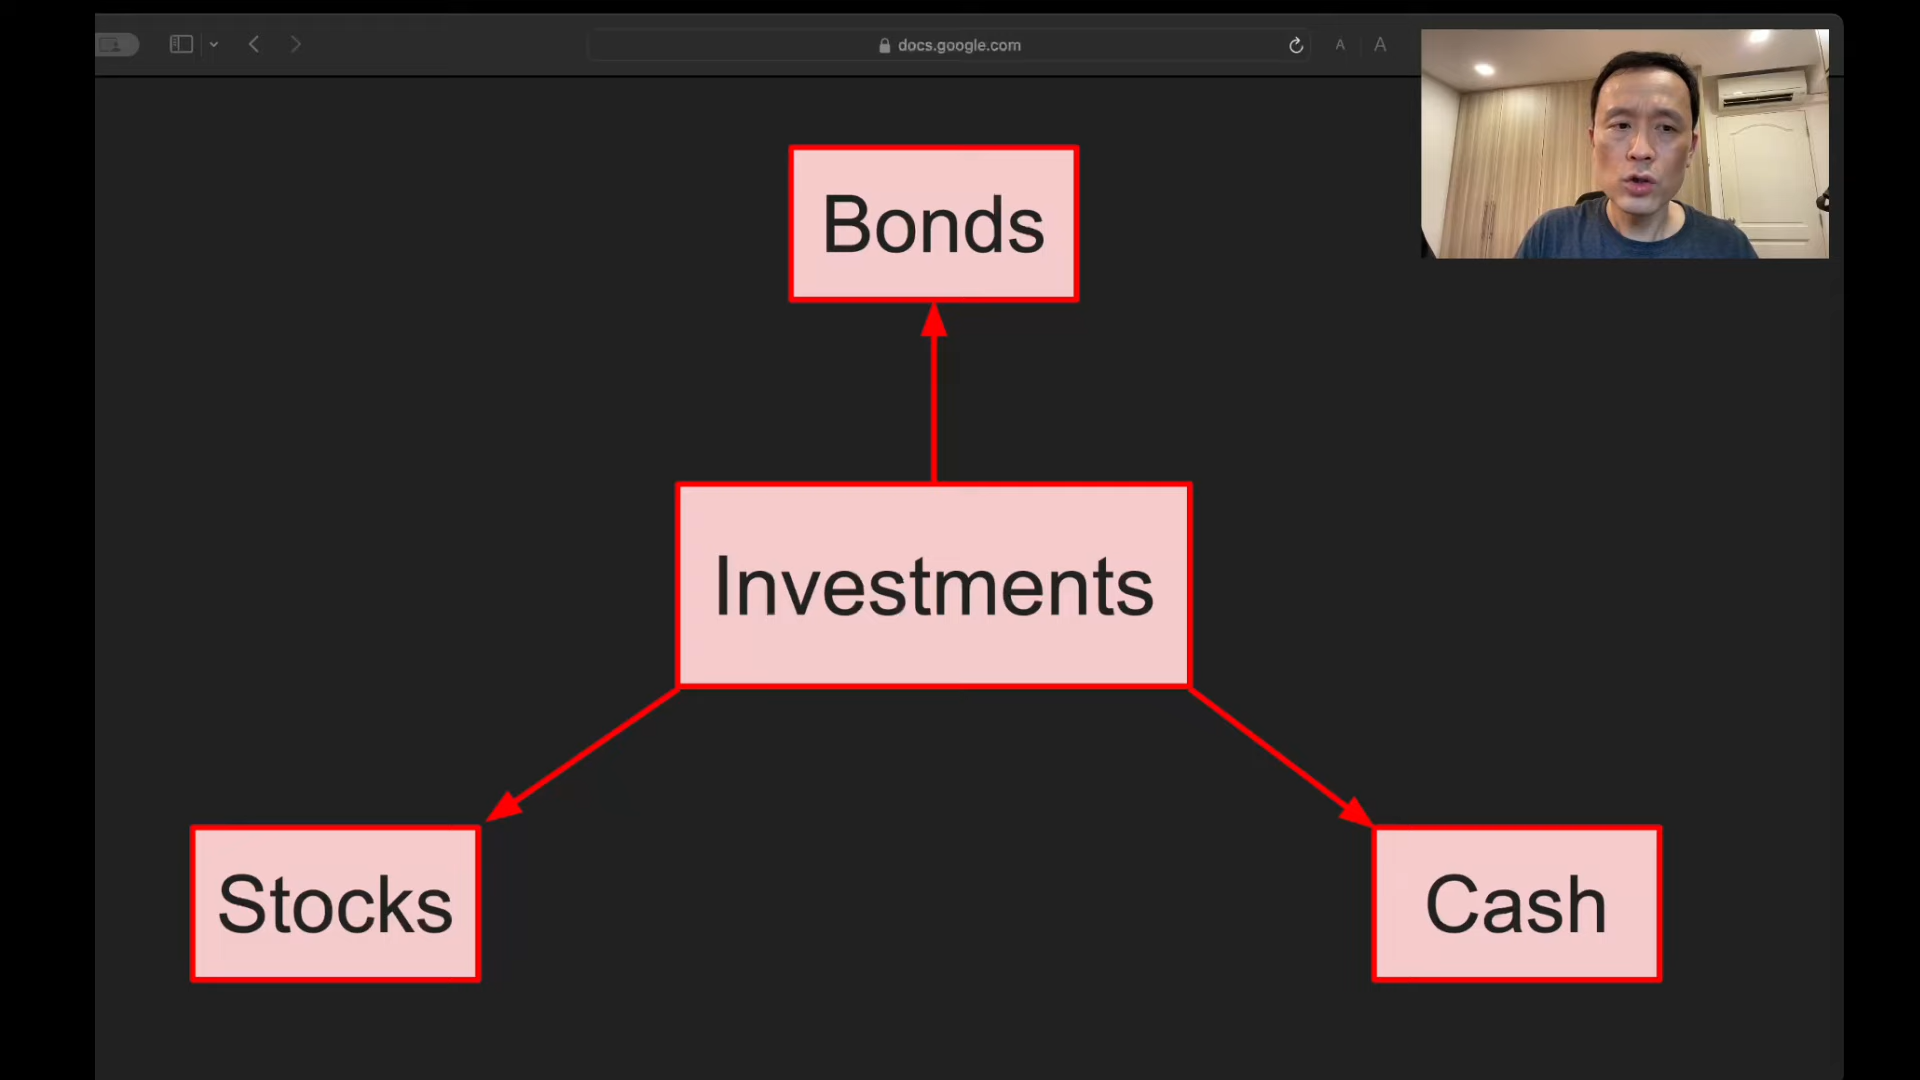 docs.google.com
A A
Bonds
Investments
Stocks
Cash